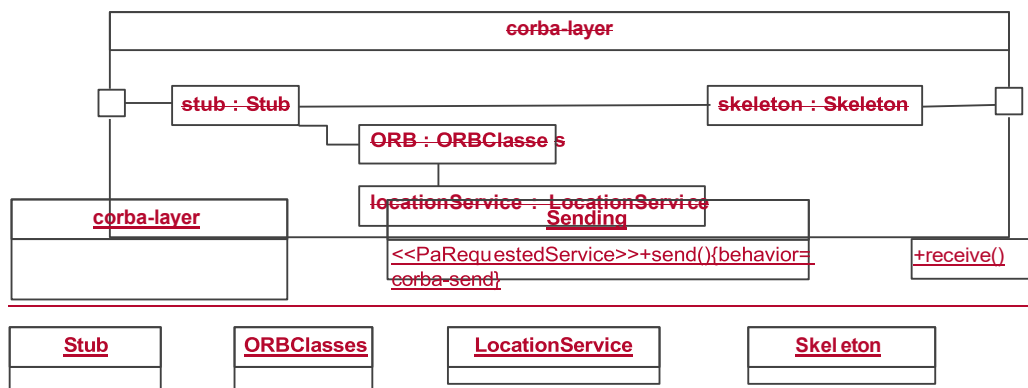 corba-layer
stub : Stub
skeleton : Skeleton
ORB : ORBClasses
locationService : LocationService
corba-layer
Sending
<<PaRequestedService>>+send(){behavior=
corba-send}
+receive()
Stub
ORBClasses
LocationService
Skeleton